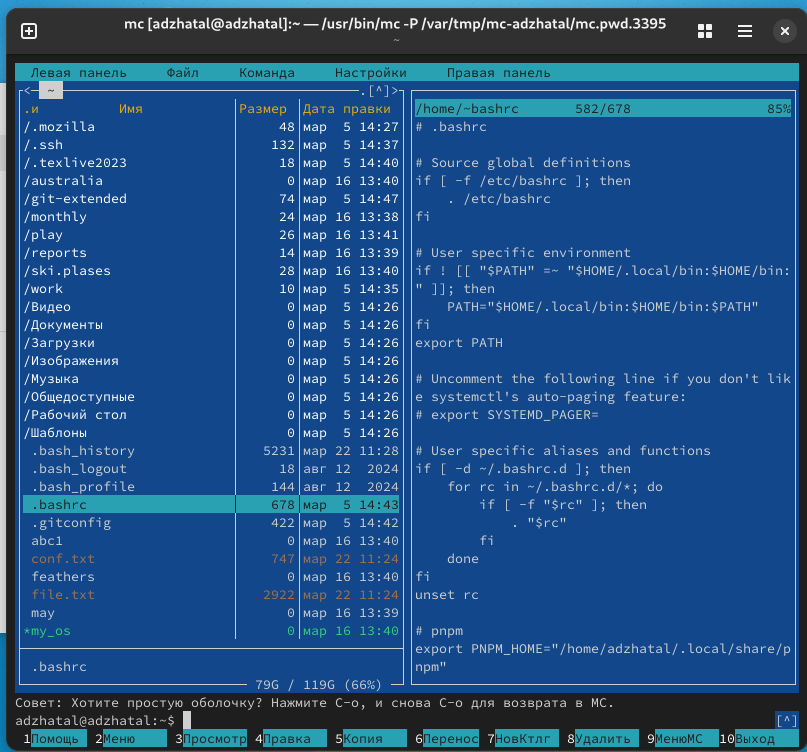 mc [adzhatal@adzhatal]:~ — /usr/bin/mc -P /var/tmp/mc-adzhatal/mc.pwd.3395
~
Левая панель Файл Команда Настройки Правая панель
<─ ~ .[^]>
.и Имя Размер Дата правки
/.mozilla 48 мар 5 14:27
/.ssh 132 мар 5 14:37
/.texlive2023 18 мар 5 14:40
/australia 0 мар 16 13:40
/git-extended 74 мар 5 14:47
/monthly 24 мар 16 13:38
/play 26 мар 16 13:41
/reports 14 мар 16 13:39
/ski.plases 28 мар 16 13:40
/work 10 мар 5 14:35
/Видео 0 мар 5 14:26
/Документы 0 мар 5 14:26
/Загрузки 0 мар 5 14:26
/Изображения 0 мар 5 14:26
/Музыка 0 мар 5 14:26
/Общедоступные 0 мар 5 14:26
/Рабочий стол 0 мар 5 14:26
/Шаблоны 0 мар 5 14:26
.bash_history 5231 мар 22 11:28
.bash_logout 18 авг 12 2024
.bash_profile 144 авг 12 2024
.bashrc 678 мар 5 14:43
.gitconfig 422 мар 5 14:42
abc1 0 мар 16 13:40
conf.txt 747 мар 22 11:24
feathers 0 мар 16 13:40
file.txt 2922 мар 22 11:24
may 0 мар 16 13:39
*my_os 0 мар 16 13:40
.bashrc
79G / 119G (66%)
/home/~bashrc 582/678 85%
# .bashrc
# Source global definitions
if [ -f /etc/bashrc ]; then
. /etc/bashrc
fi
# User specific environment
if ! [[ "$PATH" =~ "$HOME/.local/bin:$HOME/bin:
" ]]; then
PATH="$HOME/.local/bin:$HOME/bin:$PATH"
fi
export PATH
# Uncomment the following line if you don't lik
e systemctl's auto-paging feature:
# export SYSTEMD_PAGER=
# User specific aliases and functions
if [ -d ~/.bashrc.d ]; then
for rc in ~/.bashrc.d/*; do
if [ -f "$rc" ]; then
. "$rc"
fi
done
fi
unset rc
# pnpm
export PNPM_HOME="/home/adzhatal/.local/share/p
npm"
Совет: Хотите простую оболочку? Нажмите C-o, и снова C-o для возврата в MC.
adzhatal@adzhatal:~$ [^]
1Помощь 2Меню 3Просмотр 4Правка 5Копия 6Перенос 7НовКтлг 8Удалить 9МенюMC 10Выход